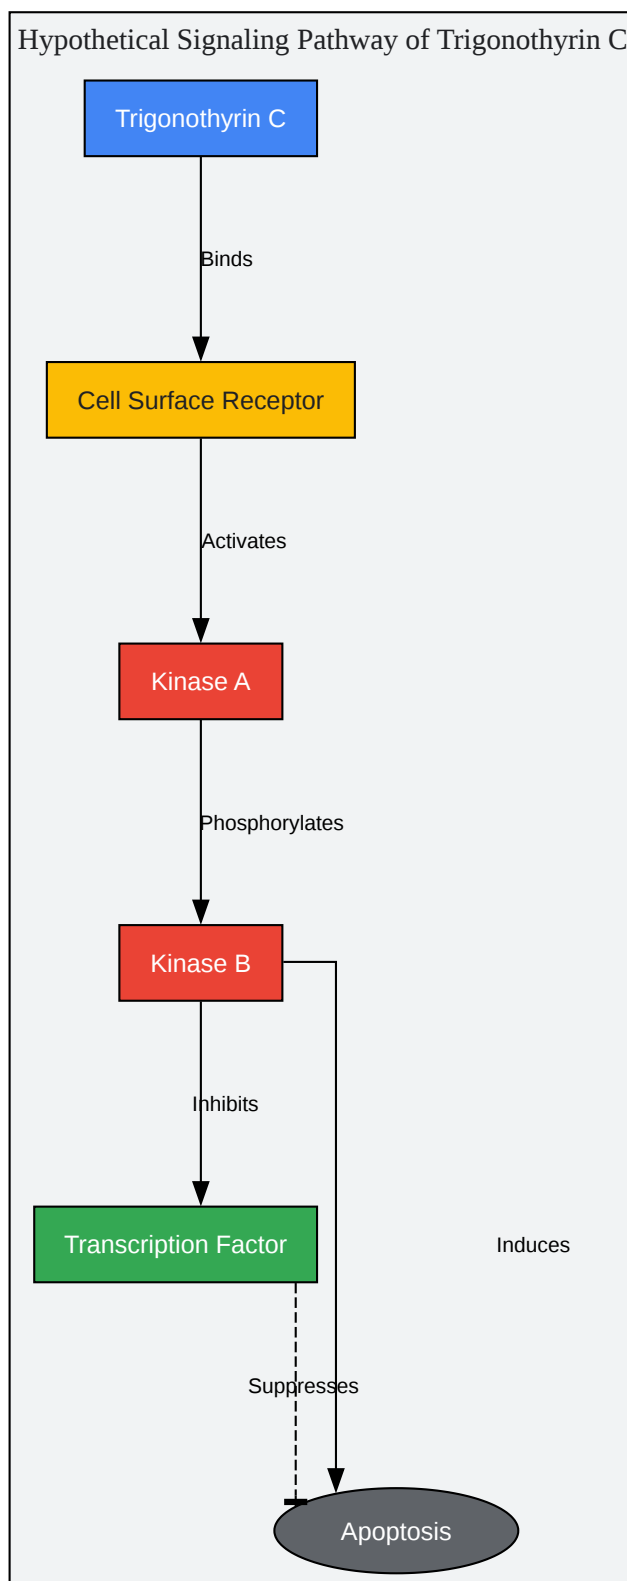 Hypothetical Signaling Pathway of Trigonothyrin C
Trigonothyrin C
Binds
Cell Surface Receptor
Activates
Kinase A
Phosphorylates
Kinase B
Inhibits
Transcription Factor
Induces
Suppresses
Apoptosis